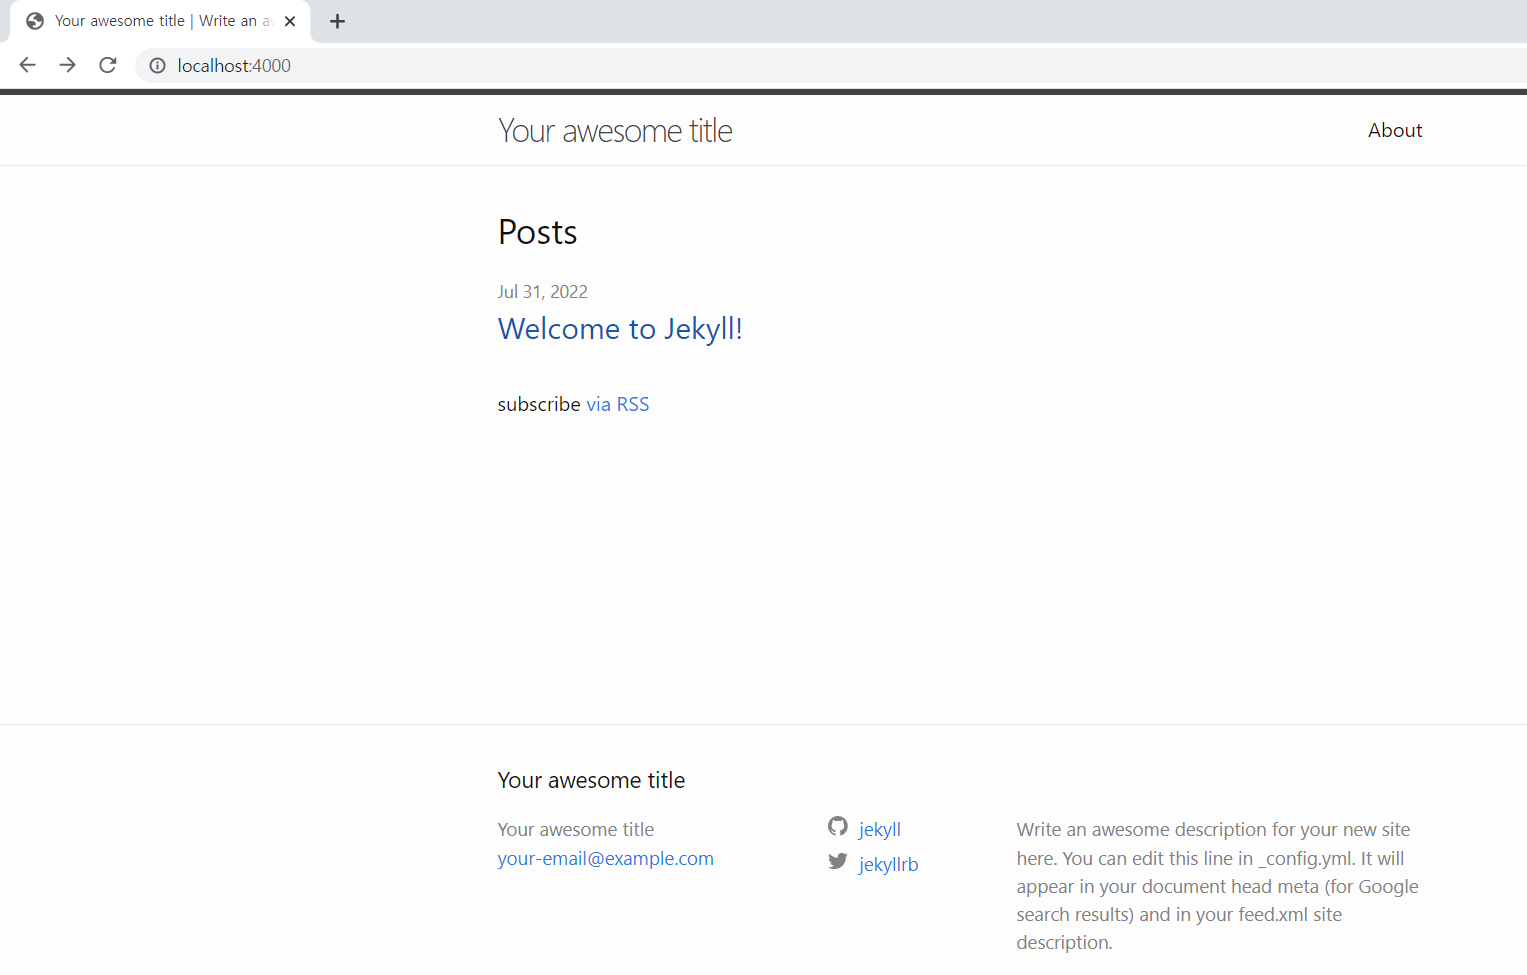 Your awesome title | Write an a
localhost:4000
Your awesome title
About
Posts
Jul 31, 2022
Welcome to Jekyll!
subscribe via RSS
Your awesome title
Your awesome title
your-email@example.com
jekyll
jekyllrb
Write an awesome description for your new site
here. You can edit this line in _config.yml. It will
appear in your document head meta (for Google
search results) and in your feed.xml site
description.